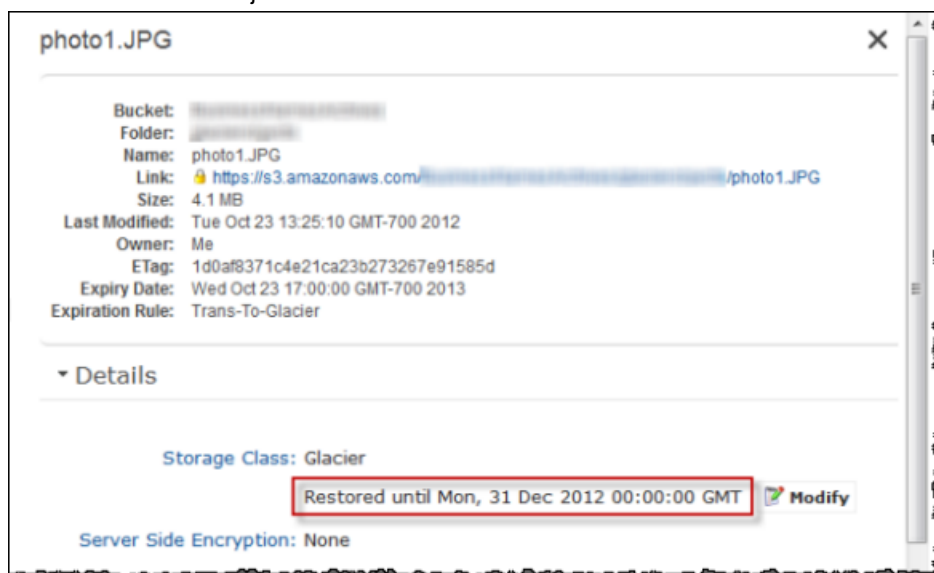 photo1.JPG
Bucket:
Folder:
Name: photo1.JPG
Link: https://s3.amazonaws.com/ /photo1.JPG
Size: 4.1 MB
Last Modified: Tue Oct 23 13:25:10 GMT-700 2012
Owner: Me
ETag: 1d0af8371c4e21ca23b273267e91585d
Expiry Date: Wed Oct 23 17:00:00 GMT-700 2013
Expiration Rule: Trans-To-Glacier
Details
Storage Class: Glacier
Restored until Mon, 31 Dec 2012 00:00:00 GMT Modify
Server Side Encryption: None